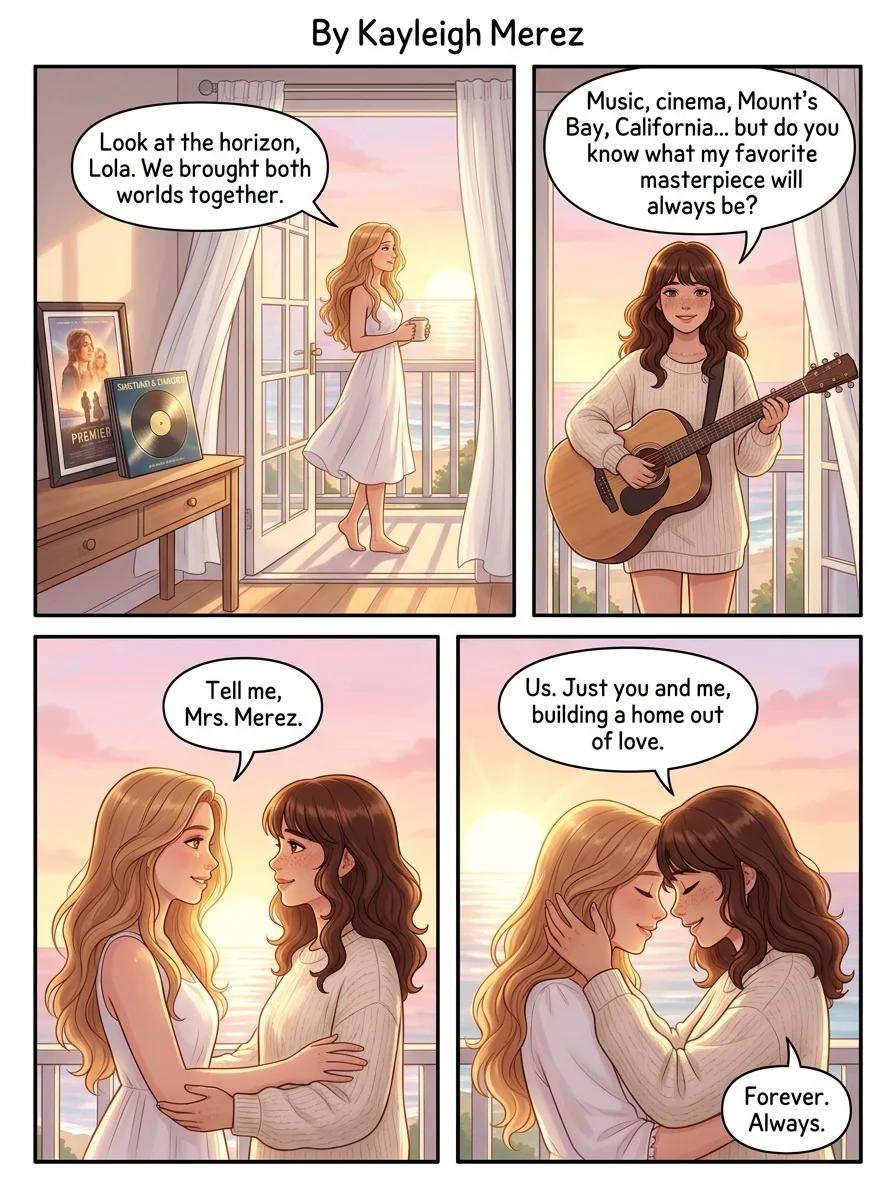 By Kayleigh Merez
Look at the horizon,
Lola. We brought both
worlds together.
Music, cinema, Mount's
Bay, California... but do you
know what my favorite
masterpiece will
always be?
PREMIER
Tell me,
Mrs. Merez.
Us. Just you and me,
building a home out
of love.
Forever.
Always.